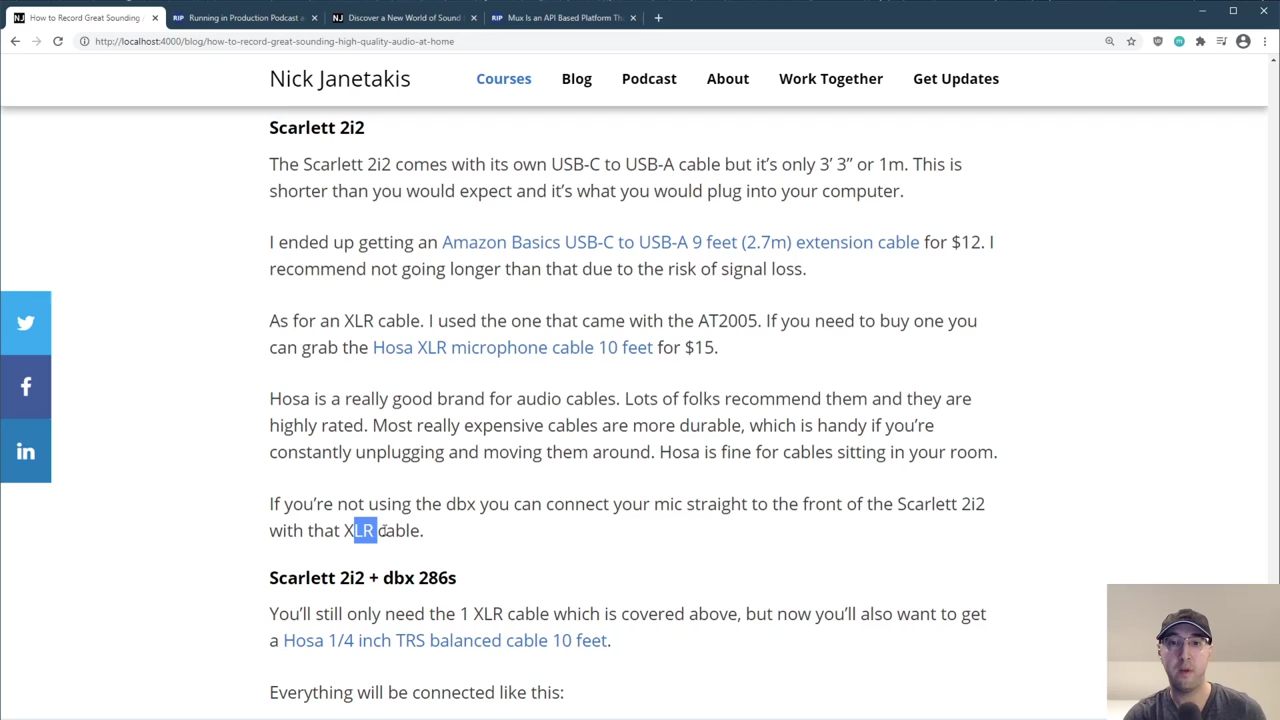 How to Record Great Sounding
Running in Production Podcast
Discover a New World of Sound
Mux Is an API Based Platform Th
http://localhost:4000/blog/how-to-record-great-sounding-high-quality-audio-at-home
Nick Janetakis
Courses
Blog
Podcast
About
Work Together
Get Updates
Scarlett 2i2
The Scarlett 2i2 comes with its own USB-C to USB-A cable but it’s only 3’ 3” or 1m. This is
shorter than you would expect and it’s what you would plug into your computer.
I ended up getting an Amazon Basics USB-C to USB-A 9 feet (2.7m) extension cable for $12. I
recommend not going longer than that due to the risk of signal loss.
As for an XLR cable. I used the one that came with the AT2005. If you need to buy one you
can grab the Hosa XLR microphone cable 10 feet for $15.
Hosa is a really good brand for audio cables. Lots of folks recommend them and they are
highly rated. Most really expensive cables are more durable, which is handy if you’re
constantly unplugging and moving them around. Hosa is fine for cables sitting in your room.
If you’re not using the dbx you can connect your mic straight to the front of the Scarlett 2i2
with that XLR cable.
Scarlett 2i2 + dbx 286s
You’ll still only need the 1 XLR cable which is covered above, but now you’ll also want to get
a Hosa 1/4 inch TRS balanced cable 10 feet.
Everything will be connected like this: